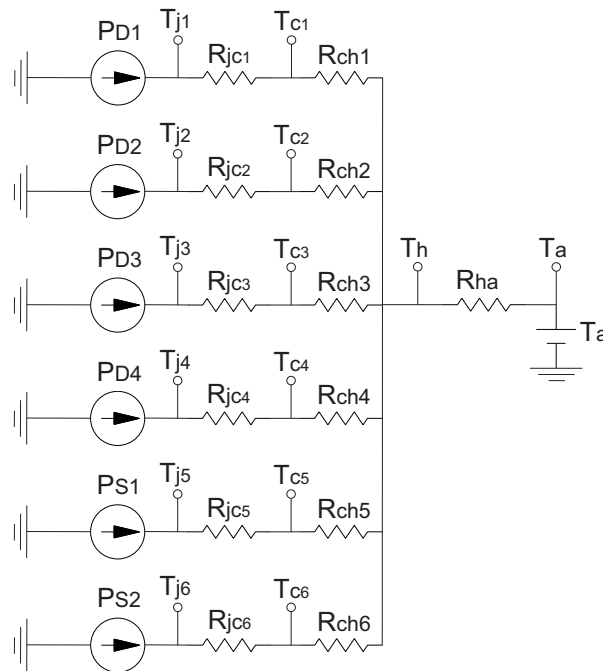 PD1 Tj1 Rjc1 Tc1 Rch1
PD2 Tj2 Rjc2 Tc2 Rch2
PD3 Tj3 Rjc3 Tc3 Rch3 Th Rha Ta
Ta
PD4 Tj4 Rjc4 Tc4 Rch4
PS1 Tj5 Rjc5 Tc5 Rch5
PS2 Tj6 Rjc6 Tc6 Rch6